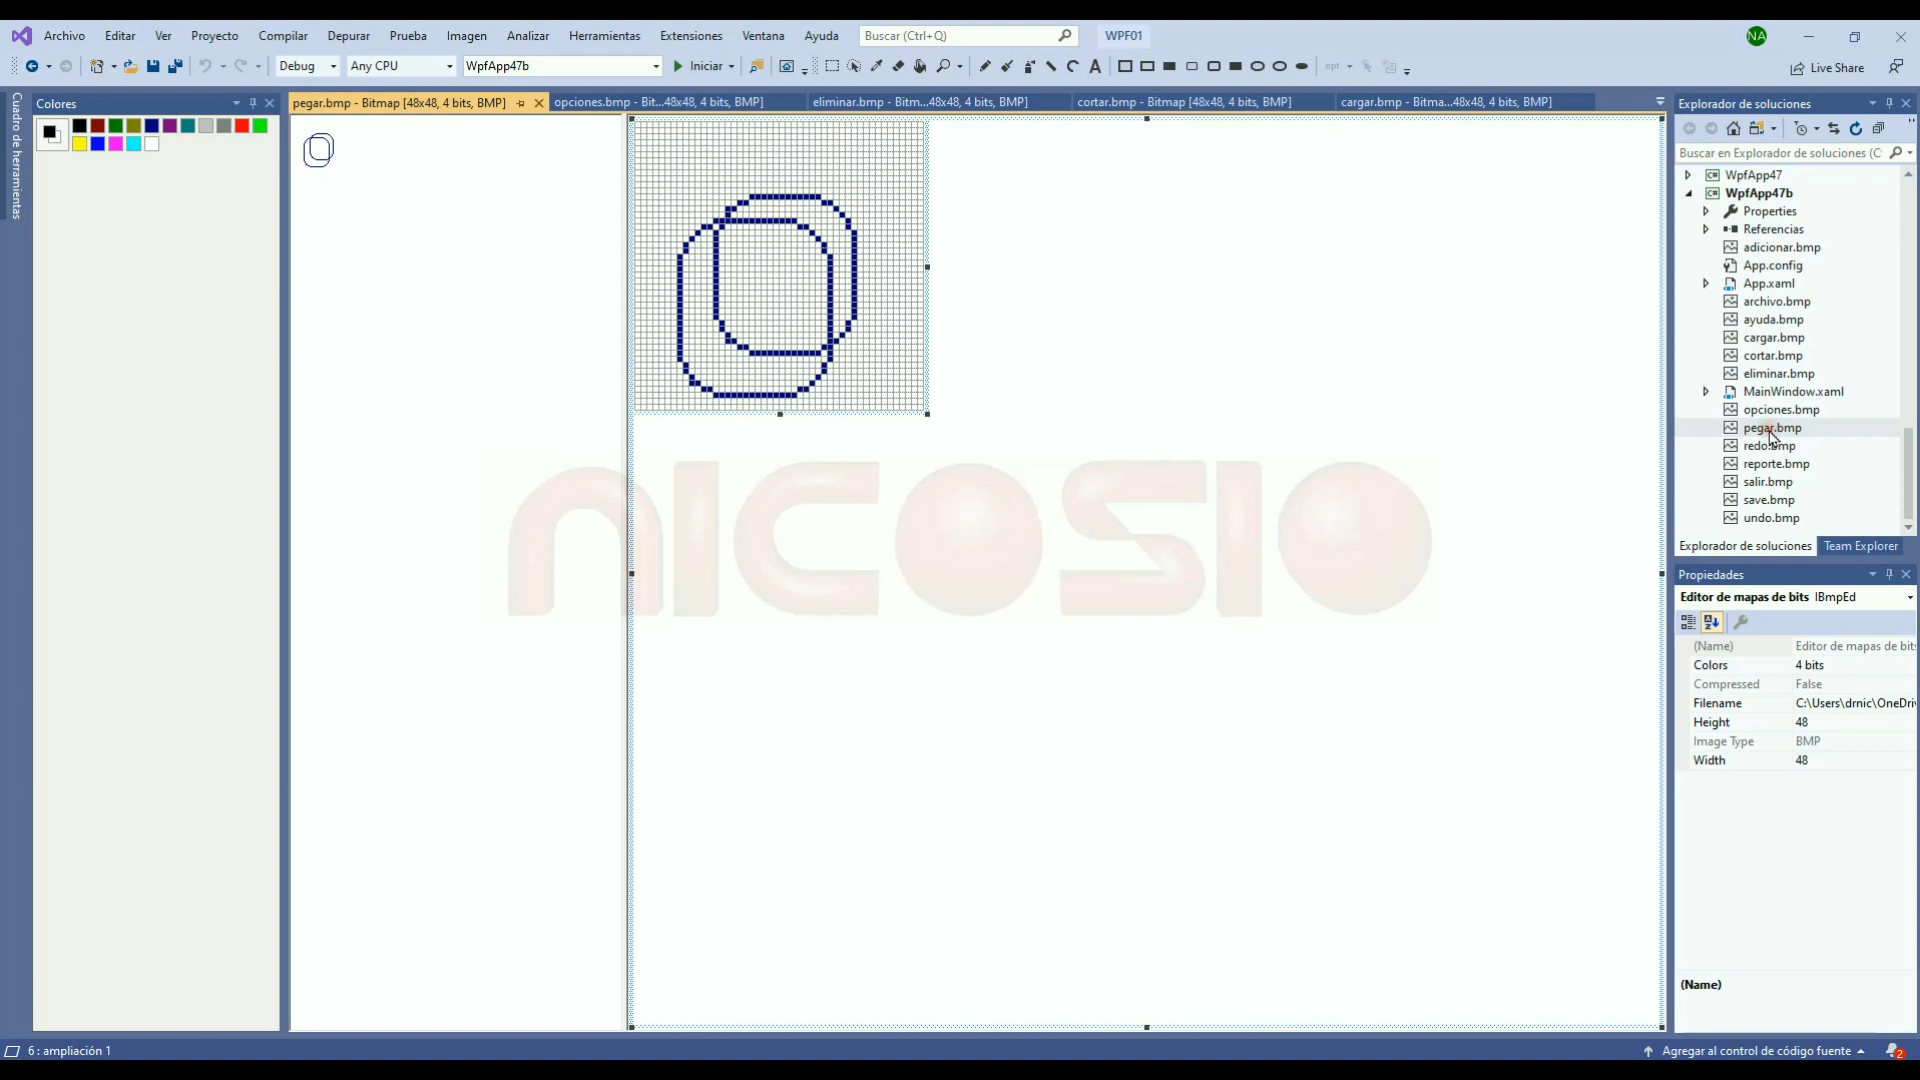 Archivo Editar Ver Proyecto Compilar Depurar Prueba Imagen Analizar Herramientas Extensiones Ventana Ayuda Buscar (Ctrl+Q) WPF01 NA
Debug Any CPU WpfApp47b Iniciar A opt Live Share
Cuadro de herramientas
Colores
pegar.bmp - Bitmap [48x48, 4 bits, BMP] opciones.bmp - Bit...48x48, 4 bits, BMP] eliminar.bmp - Bitm...48x48, 4 bits, BMP] cortar.bmp - Bitmap [48x48, 4 bits, BMP] cargar.bmp - Bitma...48x48, 4 bits, BMP]
Explorador de soluciones
Buscar en Explorador de soluciones (C
WpfApp47
WpfApp47b
Properties
Referencias
adicionar.bmp
App.config
App.xaml
archivo.bmp
ayuda.bmp
cargar.bmp
cortar.bmp
eliminar.bmp
MainWindow.xaml
opciones.bmp
pegar.bmp
redo.bmp
reporte.bmp
salir.bmp
save.bmp
undo.bmp
Explorador de soluciones Team Explorer
Propiedades
Editor de mapas de bits IBmpEd
(Name) Editor de mapas de bits
Colors 4 bits
Compressed False
Filename C:\Users\drnic\OneDri
Height 48
Image Type BMP
Width 48
(Name)
NICOSIO
6 : ampliación 1
Agregar al control de código fuente 2